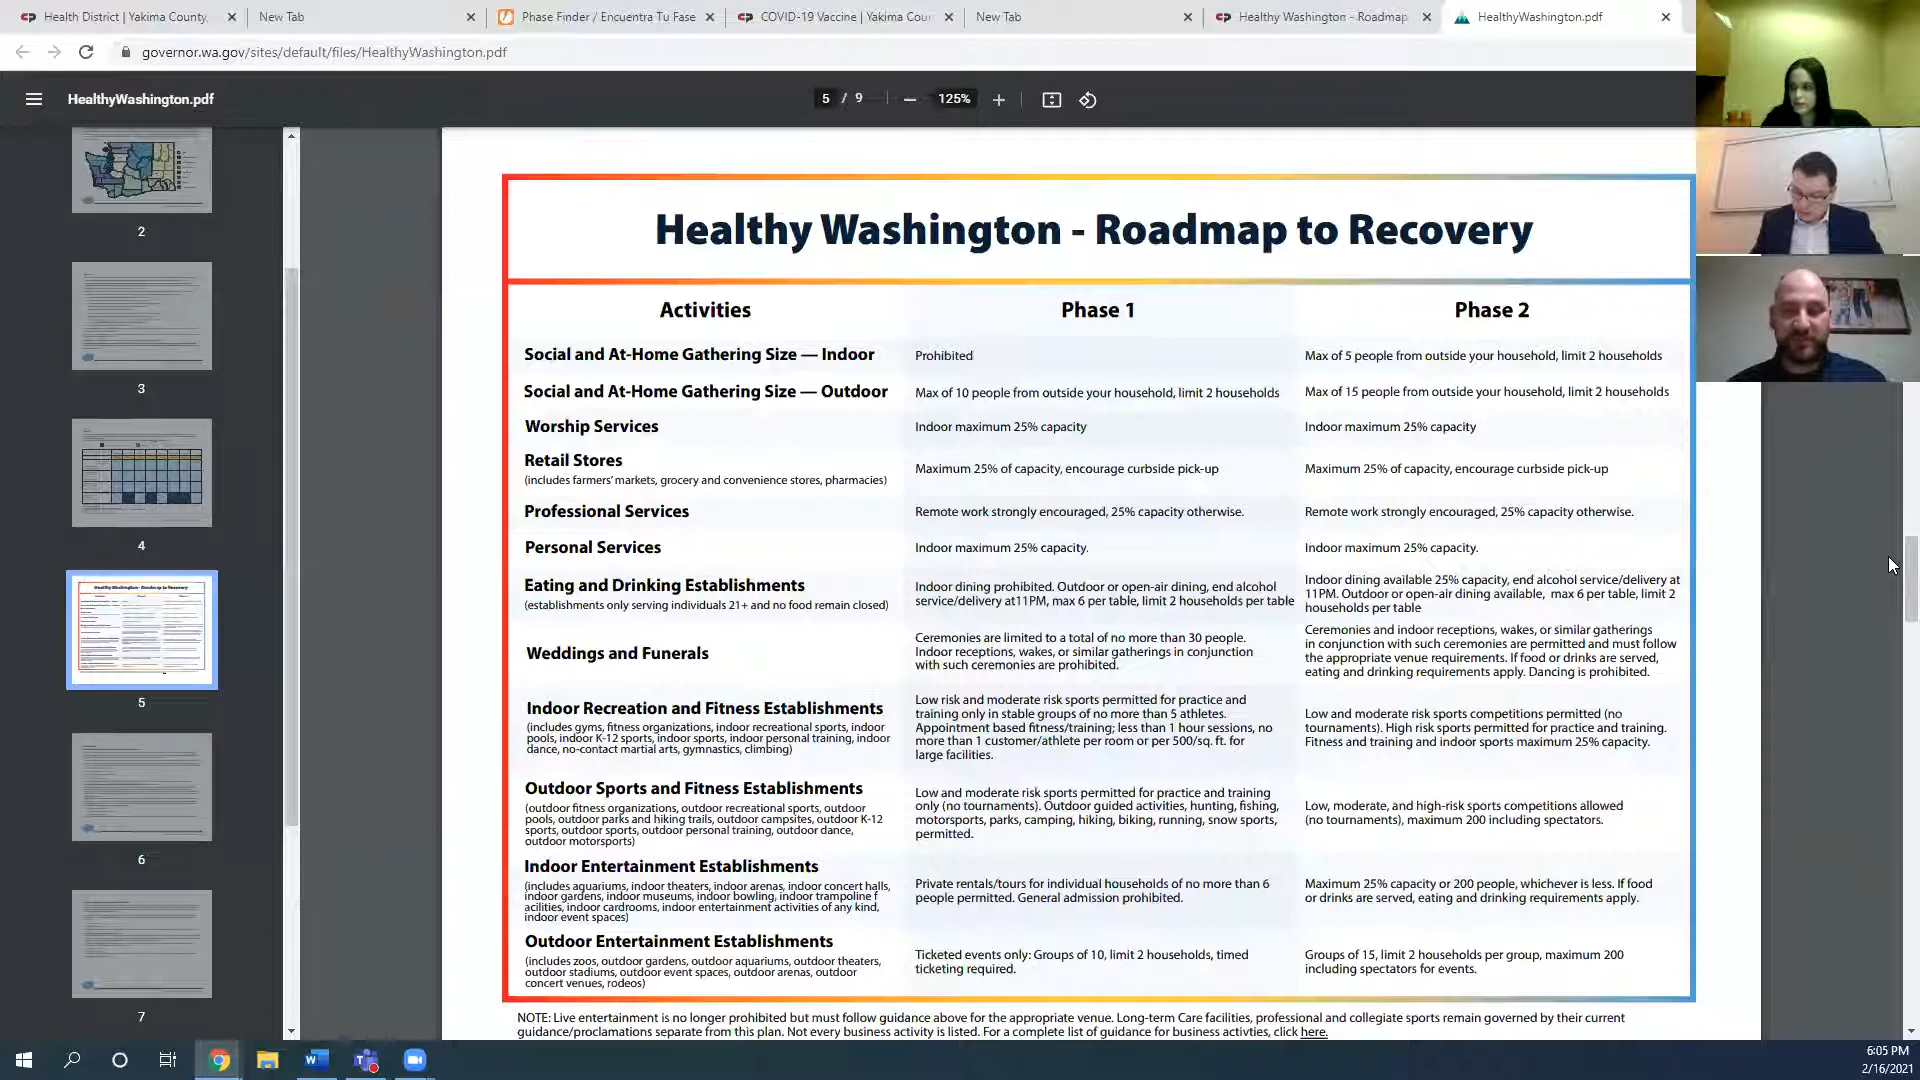 Health District | Yakima County,
New Tab
Phase Finder / Encuentra Tu Fase
COVID-19 Vaccine | Yakima Cou
New Tab
Healthy Washington - Roadmap
HealthyWashington.pdf
governor.wa.gov/sites/default/files/HealthyWashington.pdf
HealthyWashington.pdf
5 / 9
125%
2
3
4
5
6
7
Healthy Washington - Roadmap to Recovery
Activities Phase 1 Phase 2
Social and At-Home Gathering Size — Indoor
Prohibited
Max of 5 people from outside your household, limit 2 households
Social and At-Home Gathering Size — Outdoor
Max of 10 people from outside your household, limit 2 households
Max of 15 people from outside your household, limit 2 households
Worship Services
Indoor maximum 25% capacity
Indoor maximum 25% capacity
Retail Stores
(includes farmers' markets, grocery and convenience stores, pharmacies)
Maximum 25% of capacity, encourage curbside pick-up
Maximum 25% of capacity, encourage curbside pick-up
Professional Services
Remote work strongly encouraged, 25% capacity otherwise.
Remote work strongly encouraged, 25% capacity otherwise.
Personal Services
Indoor maximum 25% capacity.
Indoor maximum 25% capacity.
Eating and Drinking Establishments
(establishments only serving individuals 21+ and no food remain closed)
Indoor dining prohibited. Outdoor or open-air dining, end alcohol
service/delivery at11PM, max 6 per table, limit 2 households per table
Indoor dining available 25% capacity, end alcohol service/delivery at
11PM. Outdoor or open-air dining available, max 6 per table, limit 2
households per table
Weddings and Funerals
Ceremonies are limited to a total of no more than 30 people.
Indoor receptions, wakes, or similar gatherings in conjunction
with such ceremonies are prohibited.
Ceremonies and indoor receptions, wakes, or similar gatherings
in conjunction with such ceremonies are permitted and must follow
the appropriate venue requirements. If food or drinks are served,
eating and drinking requirements apply. Dancing is prohibited.
Indoor Recreation and Fitness Establishments
(includes gyms, fitness organizations, indoor recreational sports, indoor
pools, indoor K-12 sports, indoor sports, indoor personal training, indoor
dance, no-contact martial arts, gymnastics, climbing)
Low risk and moderate risk sports permitted for practice and
training only in stable groups of no more than 5 athletes.
Appointment based fitness/training; less than 1 hour sessions, no
more than 1 customer/athlete per room or per 500/sq. ft. for
large facilities.
Low and moderate risk sports competitions permitted (no
tournaments). High risk sports permitted for practice and training.
Fitness and training and indoor sports maximum 25% capacity.
Outdoor Sports and Fitness Establishments
(outdoor fitness organizations, outdoor recreational sports, outdoor
pools, outdoor parks and hiking trails, outdoor campsites, outdoor K-12
sports, outdoor sports, outdoor personal training, outdoor dance,
outdoor motorsports)
Low and moderate risk sports permitted for practice and training
only (no tournaments). Outdoor guided activities, hunting, fishing,
motorsports, parks, camping, hiking, biking, running, snow sports,
permitted.
Low, moderate, and high-risk sports competitions allowed
(no tournaments), maximum 200 including spectators.
Indoor Entertainment Establishments
(includes aquariums, indoor theaters, indoor arenas, indoor concert halls,
indoor gardens, indoor museums, indoor bowling, indoor trampoline f
acilities, indoor cardrooms, indoor entertainment activities of any kind,
indoor event spaces)
Private rentals/tours for individual households of no more than 6
people permitted. General admission prohibited.
Maximum 25% capacity or 200 people, whichever is less. If food
or drinks are served, eating and drinking requirements apply.
Outdoor Entertainment Establishments
(includes zoos, outdoor gardens, outdoor aquariums, outdoor theaters,
outdoor stadiums, outdoor event spaces, outdoor arenas, outdoor
concert venues, rodeos)
Ticketed events only: Groups of 10, limit 2 households, timed
ticketing required.
Groups of 15, limit 2 households per group, maximum 200
including spectators for events.
NOTE: Live entertainment is no longer prohibited but must follow guidance above for the appropriate venue. Long-term Care facilities, professional and collegiate sports remain governed by their current
guidance/proclamations separate from this plan. Not every business activity is listed. For a complete list of guidance for business activties, click here.
6:05 PM
2/16/2021